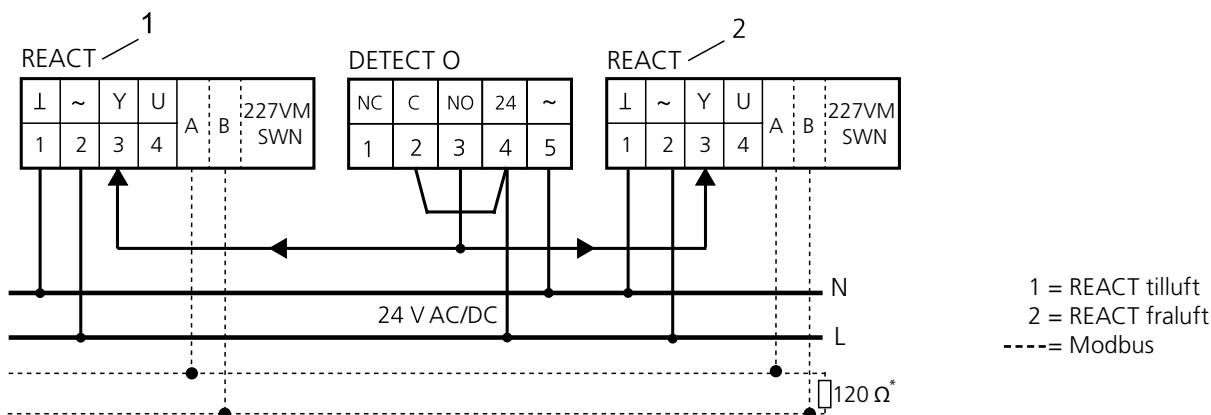 1
REACT
⊥ ~ Y U A B 227VM SWN
1 2 3 4
DETECT O
NC C NO 24 ~
1 2 3 4 5
2
REACT
⊥ ~ Y U A B 227VM SWN
1 2 3 4
N
24 V AC/DC
L
120 Ω*
1 = REACT tilluft
2 = REACT fraluft
----= Modbus